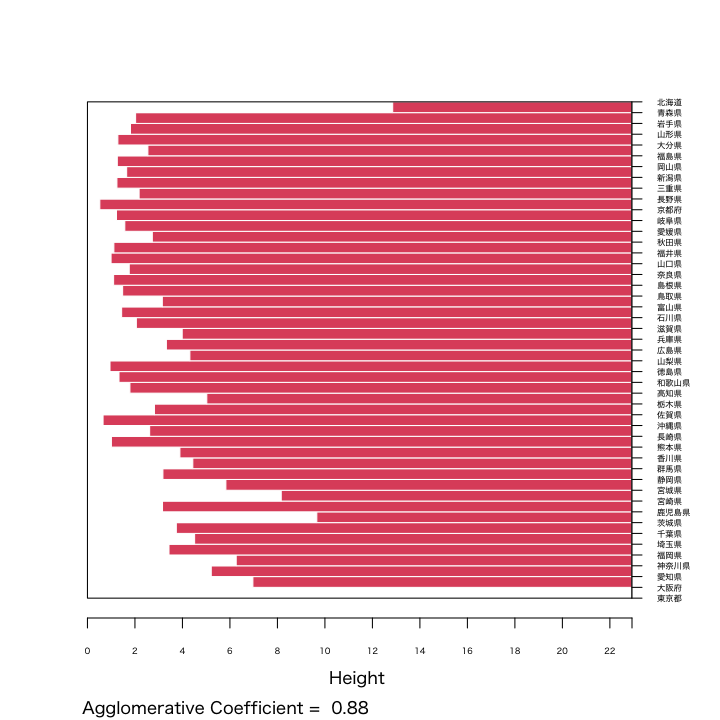 北海道
青森県
岩手県
山形県
大分県
福島県
岡山県
新潟県
三重県
長野県
京都府
岐阜県
愛媛県
秋田県
福井県
山口県
奈良県
島根県
鳥取県
富山県
石川県
滋賀県
兵庫県
広島県
山梨県
徳島県
和歌山県
高知県
栃木県
佐賀県
沖縄県
長崎県
熊本県
香川県
群馬県
静岡県
宮城県
宮崎県
鹿児島県
茨城県
千葉県
埼玉県
福岡県
神奈川県
愛知県
大阪府
東京都
0 2 4 6 8 10 12 14 16 18 20 22
Height
Agglomerative Coefficient = 0.88